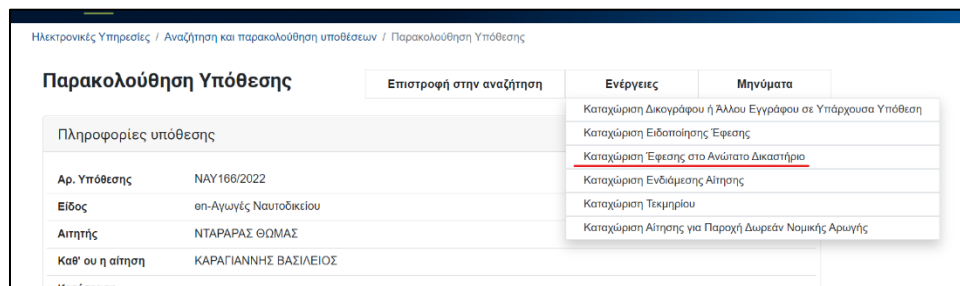 Ηλεκτρονικές Υπηρεσίες / Αναζήτηση και παρακολούθηση υποθέσεων / Παρακολούθηση Υπόθεσης
Παρακολούθηση Υπόθεσης
Επιστροφή στην αναζήτηση Ενέργειες Μηνύματα
Καταχώριση Δικογράφου ή Άλλου Εγγράφου σε Υπάρχουσα Υπόθεση
Καταχώριση Ειδοποίησης Έφεσης
Καταχώριση Έφεσης στο Ανώτατο Δικαστήριο
Καταχώριση Ενδιάμεσης Αίτησης
Καταχώριση Τεκμηρίου
Καταχώριση Αίτησης για Παροχή Δωρεάν Νομικής Αρωγής
Πληροφορίες υπόθεσης
Αρ. Υπόθεσης NAY166/2022
Είδος en-Αγωγές Ναυτοδικείου
Αιτητής ΝΤΑΡΑΡΑΣ ΘΩΜΑΣ
Καθ' ου η αίτηση ΚΑΡΑΓΙΑΝΝΗΣ ΒΑΣΙΛΕΙΟΣ